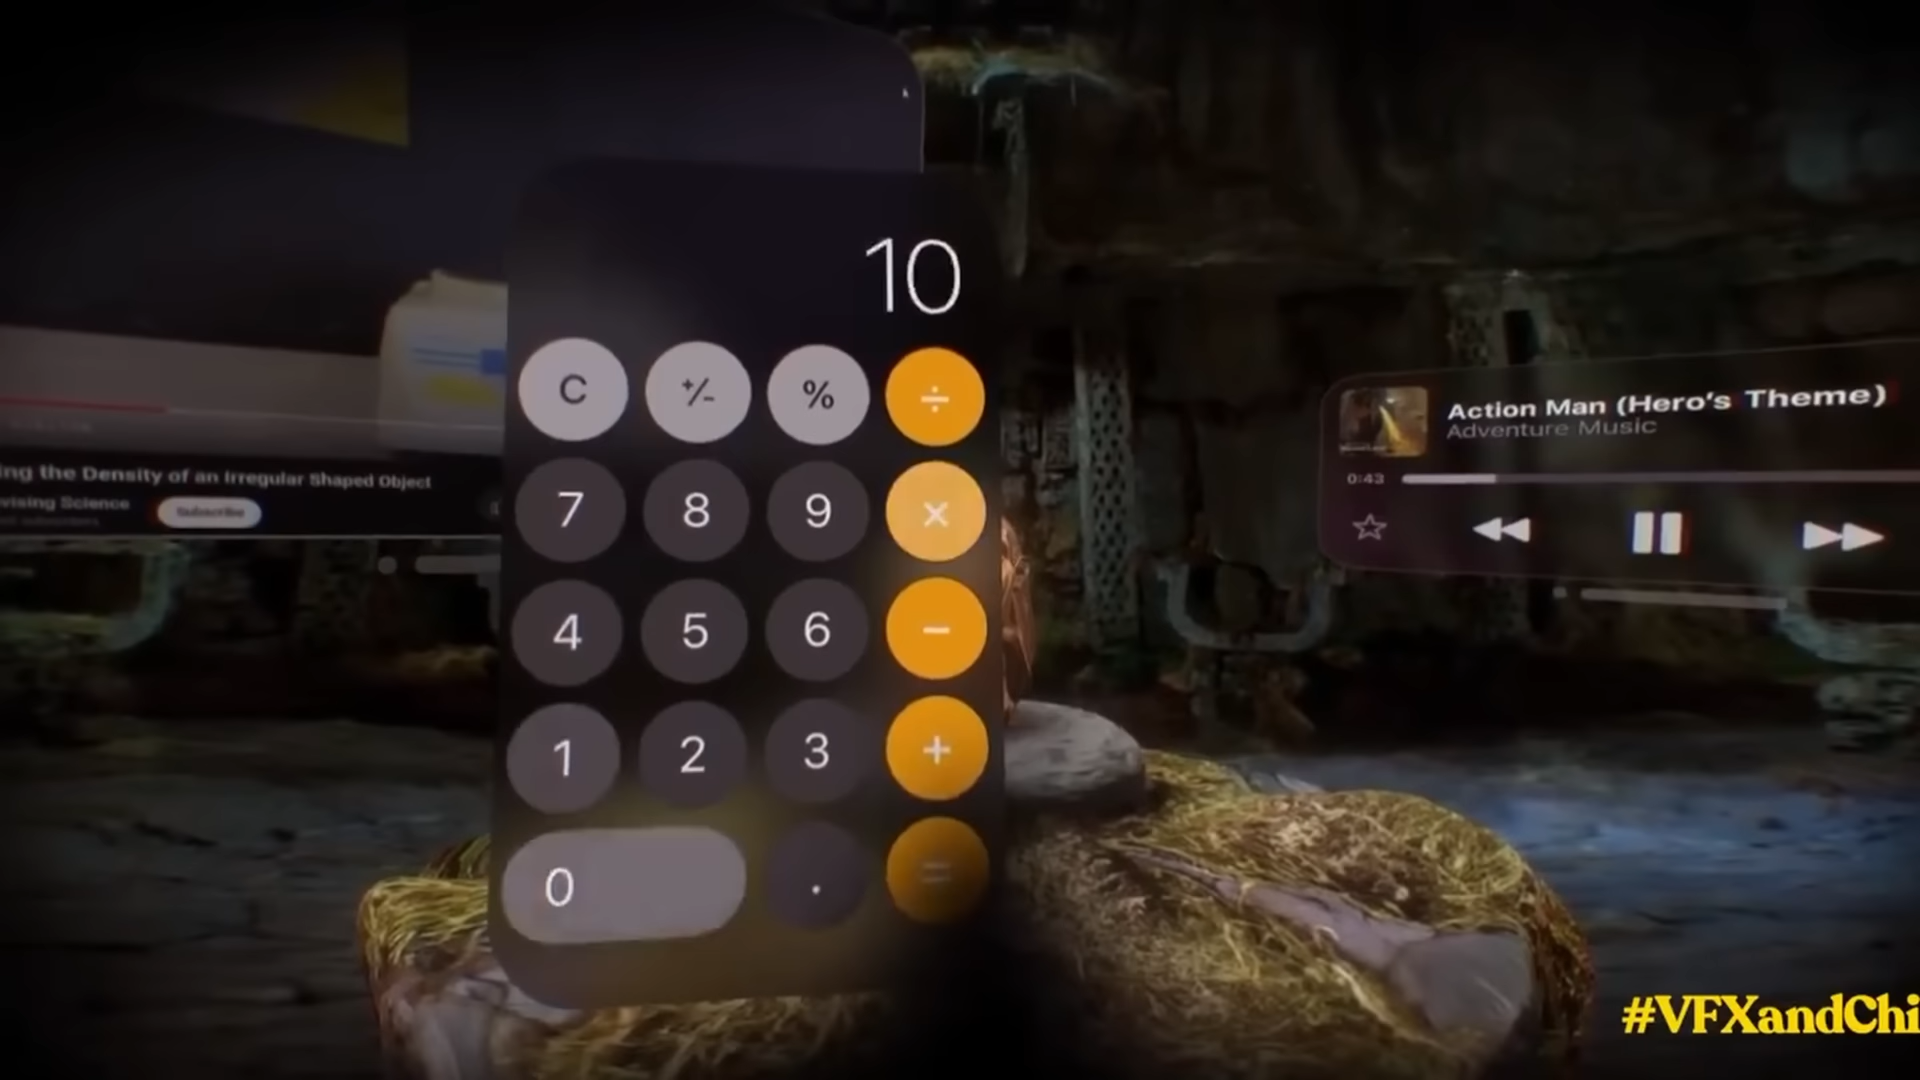 10
C +/- % ÷
7 8 9 ×
4 5 6 −
1 2 3 +
0 . =
ing the Density of an Irregular Shaped Object
vising Science
Subscribe
Action Man (Hero's Theme)
Adventure Music
0:43
#VFXandChi